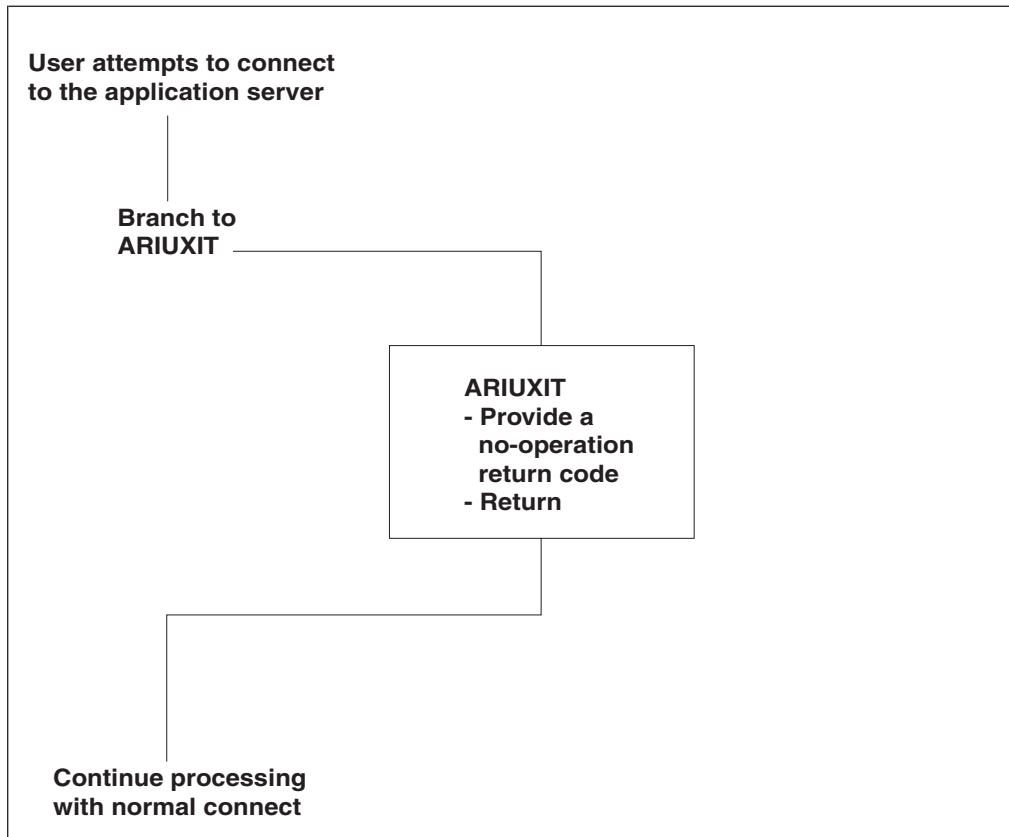 User attempts to connect
to the application server
Branch to
ARIUXIT
ARIUXIT
- Provide a
no-operation
return code
- Return
Continue processing
with normal connect